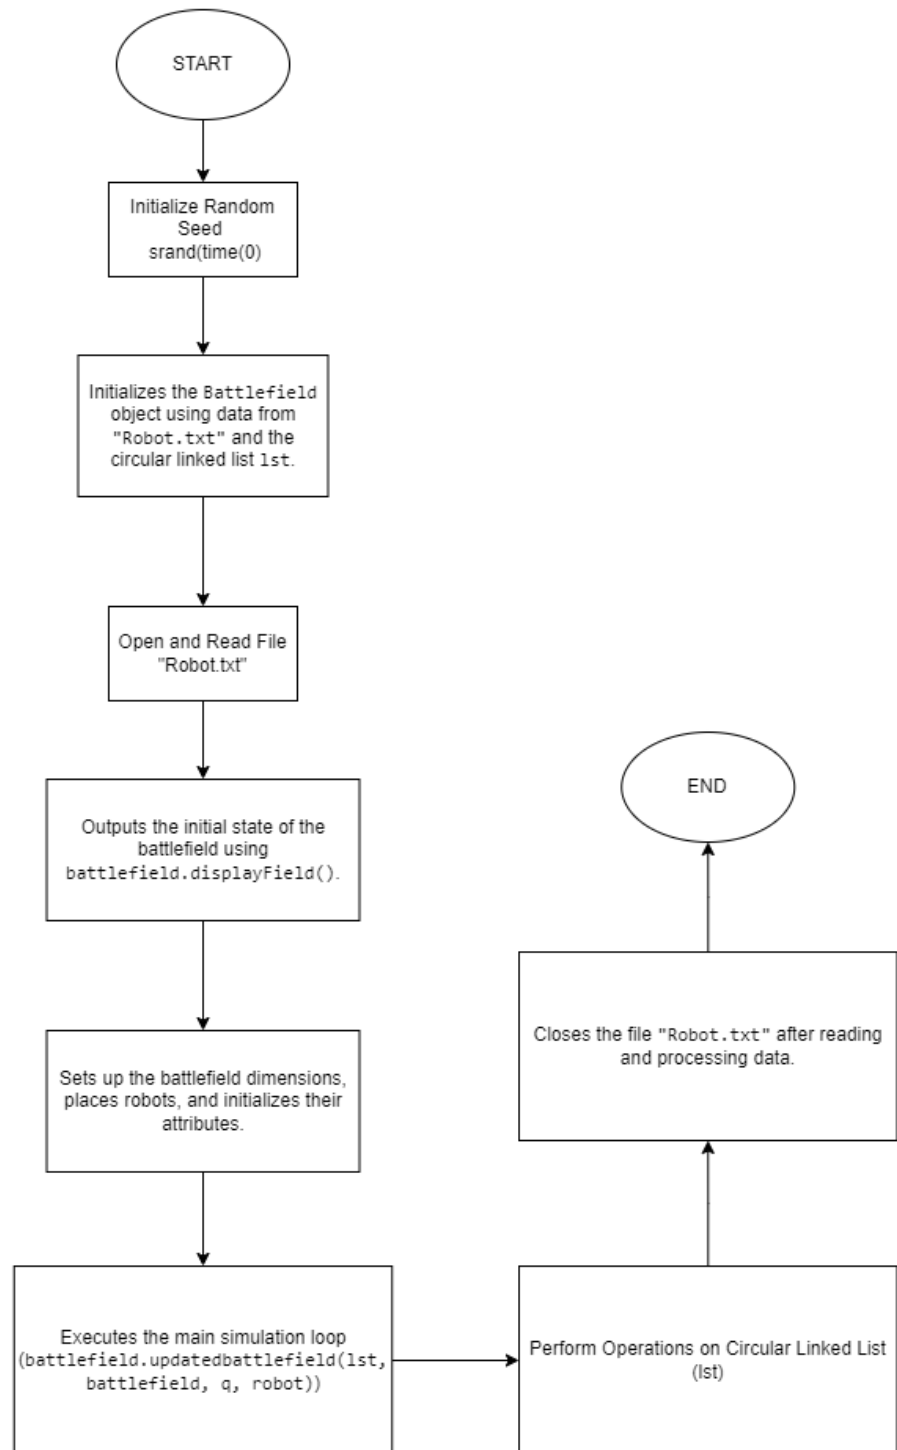 START
Initialize Random
Seed
srand(time(0)
Initializes the Battlefield
object using data from
"Robot.txt" and the
circular linked list lst.
Open and Read File
"Robot.txt"
Outputs the initial state of the
battlefield using
battlefield.displayField().
Sets up the battlefield dimensions,
places robots, and initializes their
attributes.
Executes the main simulation loop
(battlefield.updatedbattlefield(lst,
battlefield, q, robot))
Perform Operations on Circular Linked List
(lst)
Closes the file "Robot.txt" after reading
and processing data.
END